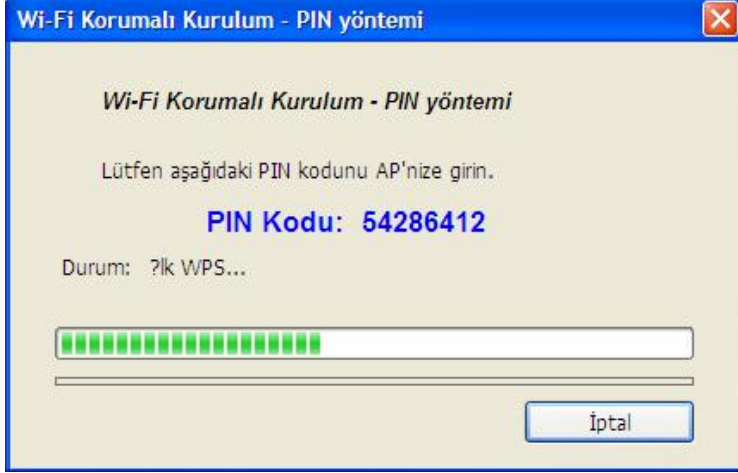 Wi-Fi Korumalı Kurulum - PIN yöntemi
Wi-Fi Korumalı Kurulum - PIN yöntemi
Lütfen aşağıdaki PIN kodunu AP'nize girin.
PIN Kodu: 54286412
Durum: ?lk WPS...
İptal